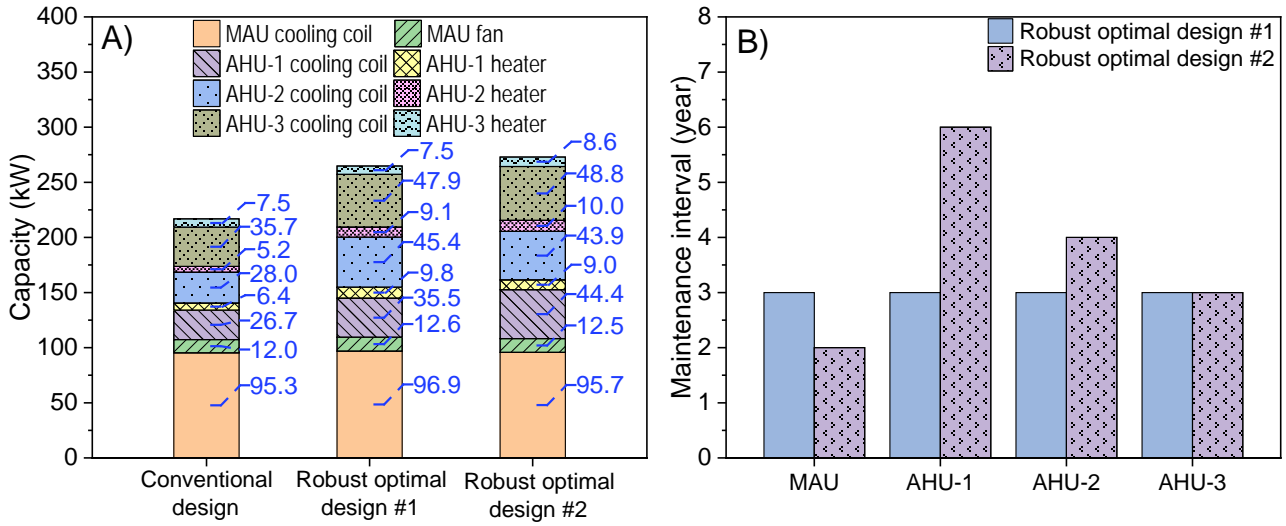 A)
Capacity (kW)
400
350
300
250
200
150
100
50
0
MAU cooling coil
MAU fan
AHU-1 cooling coil
AHU-1 heater
AHU-2 cooling coil
AHU-2 heater
AHU-3 cooling coil
AHU-3 heater
7.5
35.7
5.2
28.0
6.4
26.7
12.0
95.3
7.5
47.9
9.1
45.4
9.8
35.5
12.6
96.9
8.6
48.8
10.0
43.9
9.0
44.4
12.5
95.7
Conventional
design
Robust optimal
design #1
Robust optimal
design #2
B)
Maintenance interval (year)
8
7
6
5
4
3
2
1
0
Robust optimal design #1
Robust optimal design #2
MAU
AHU-1
AHU-2
AHU-3